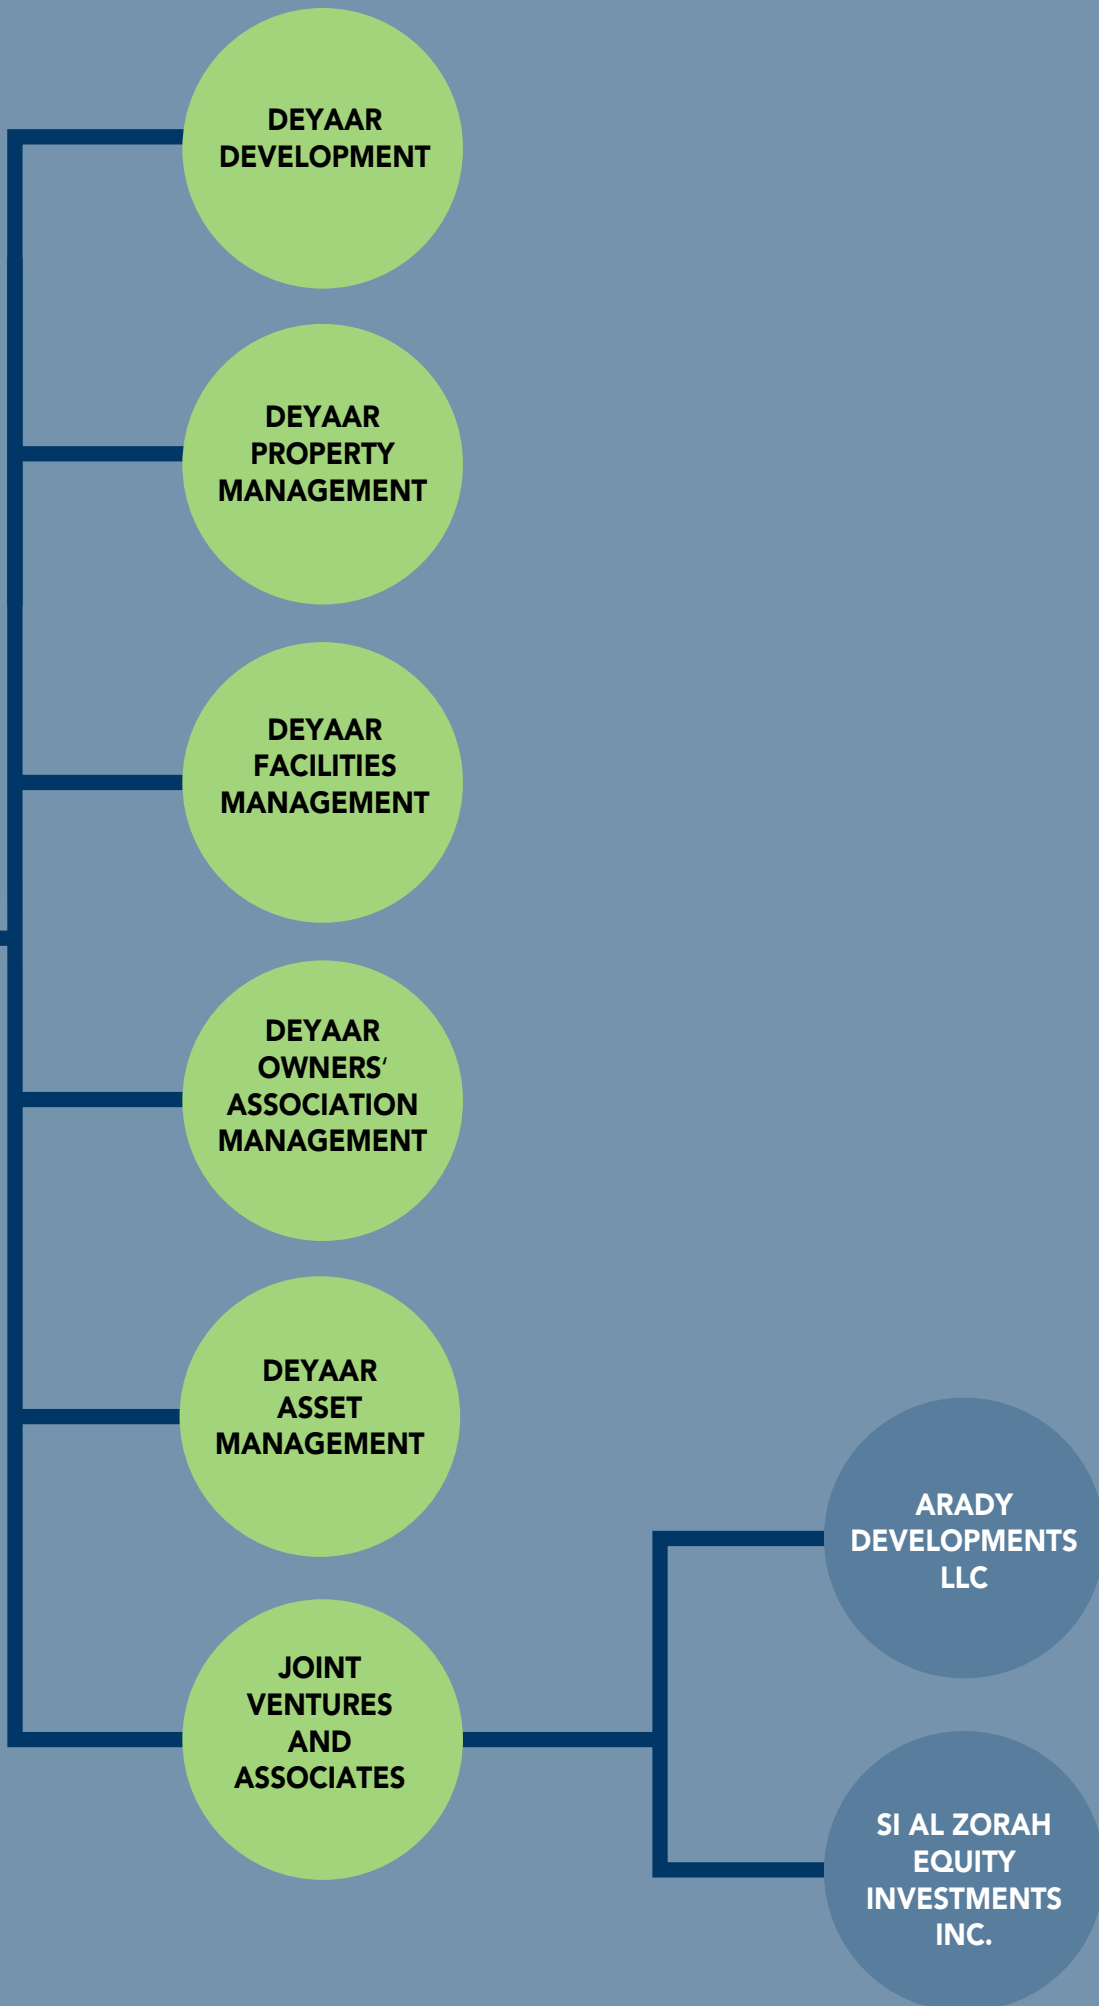 DEYAAR
DEVELOPMENT
DEYAAR
PROPERTY
MANAGEMENT
DEYAAR
FACILITIES
MANAGEMENT
DEYAAR
OWNERS‘
ASSOCIATION
MANAGEMENT
DEYAAR
ASSET
MANAGEMENT
JOINT
VENTURES
AND
ASSOCIATES
ARADY
DEVELOPMENTS
LLC
SI AL ZORAH
EQUITY
INVESTMENTS
INC.